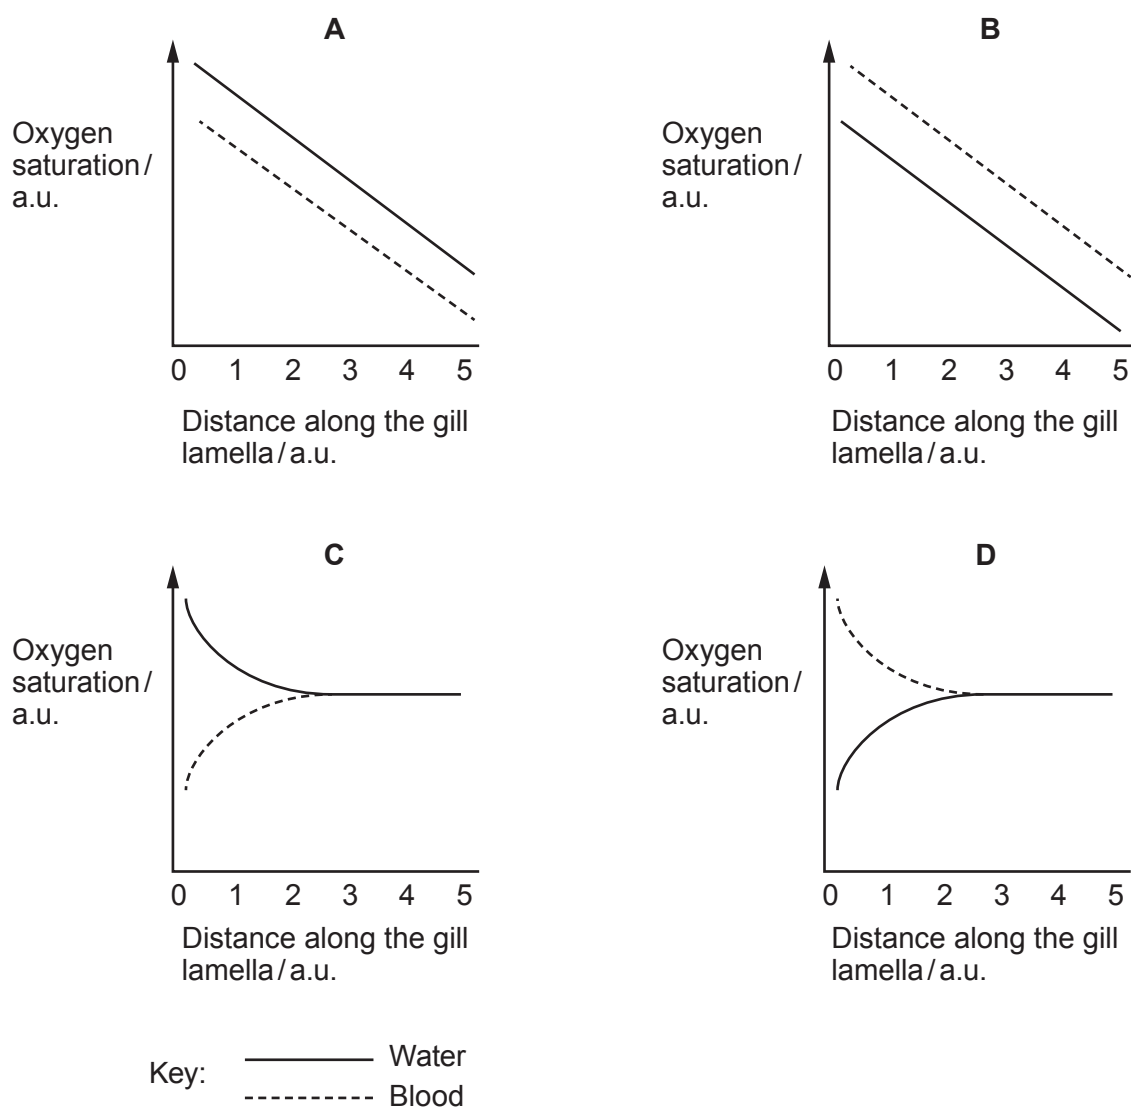 A
Oxygen
saturation/
a.u.
0 1 2 3 4 5
Distance along the gill
lamella/a.u.
B
Oxygen
saturation/
a.u.
0 1 2 3 4 5
Distance along the gill
lamella/a.u.
C
Oxygen
saturation/
a.u.
0 1 2 3 4 5
Distance along the gill
lamella/a.u.
D
Oxygen
saturation/
a.u.
0 1 2 3 4 5
Distance along the gill
lamella/a.u.
Key:
Water
Blood